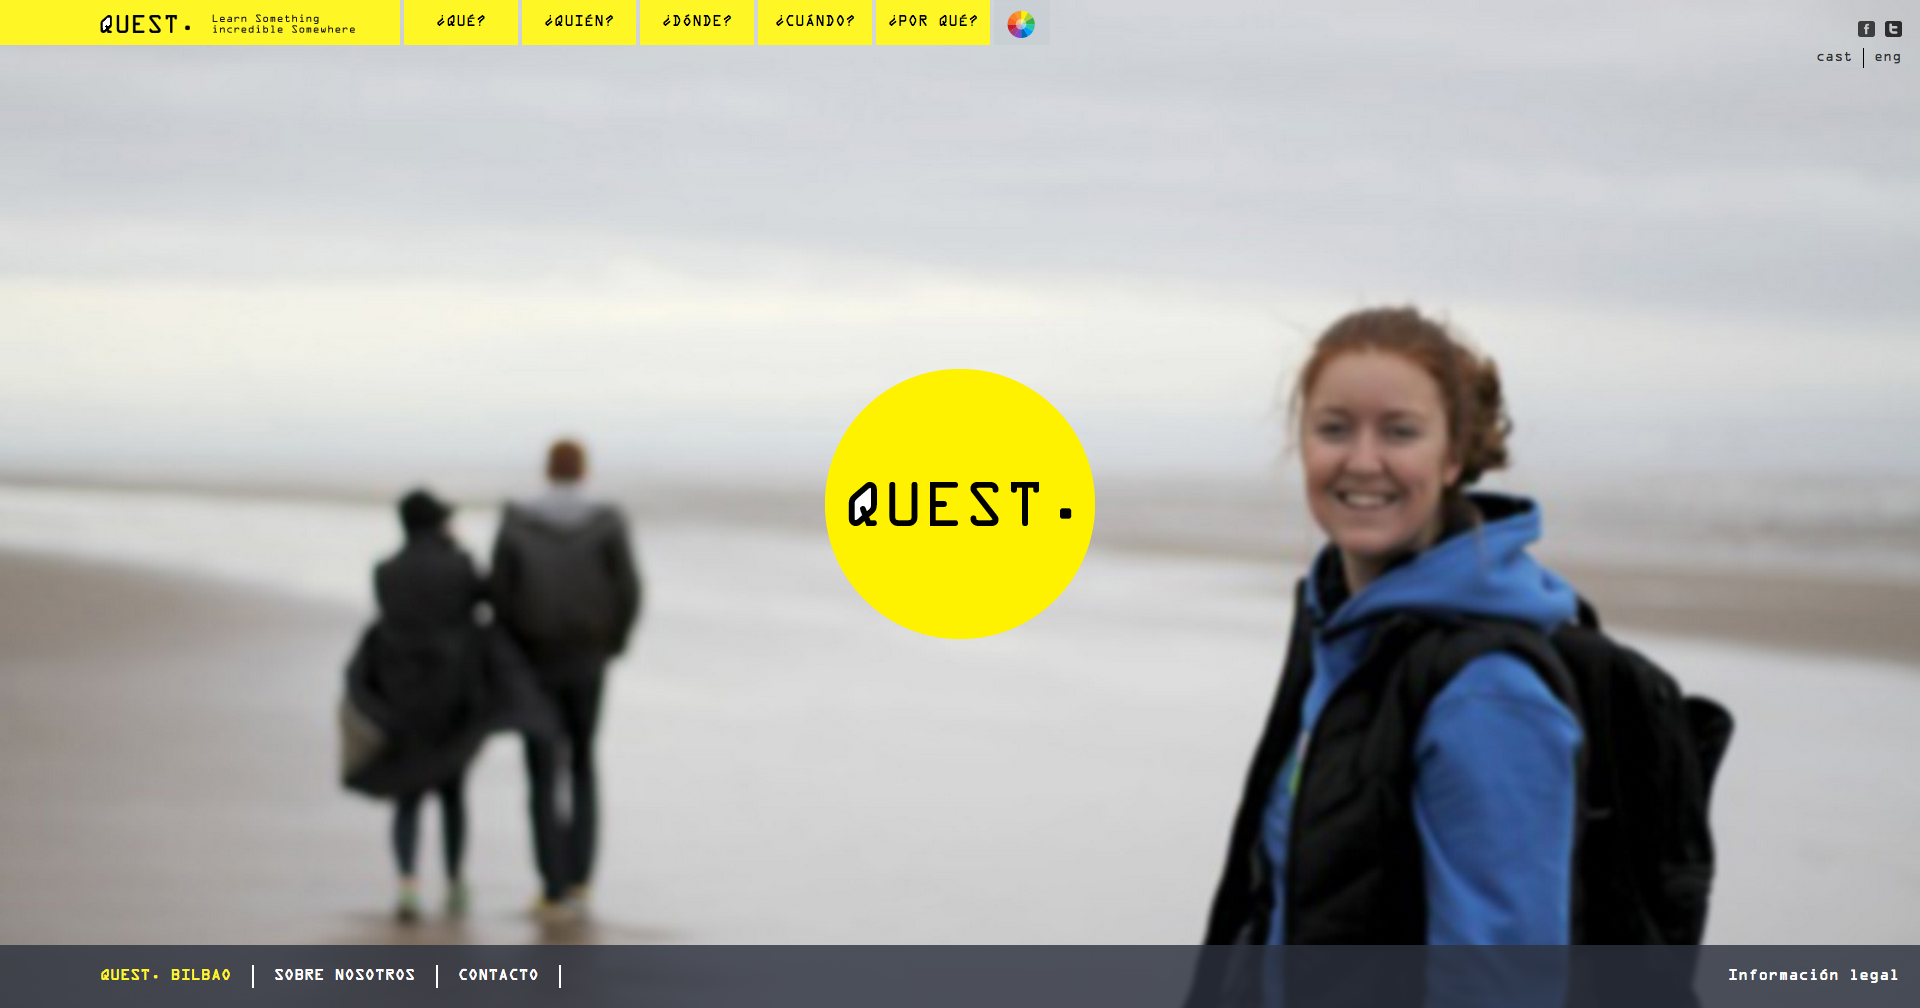 QUEST.
Learn Something
incredible Somewhere
¿QUÉ?
¿QUIÉN?
¿DÓNDE?
¿CUÁNDO?
¿POR QUÉ?
f t
cast | eng
QUEST.
QUEST. BILBAO | SOBRE NOSOTROS | CONTACTO |
Información legal